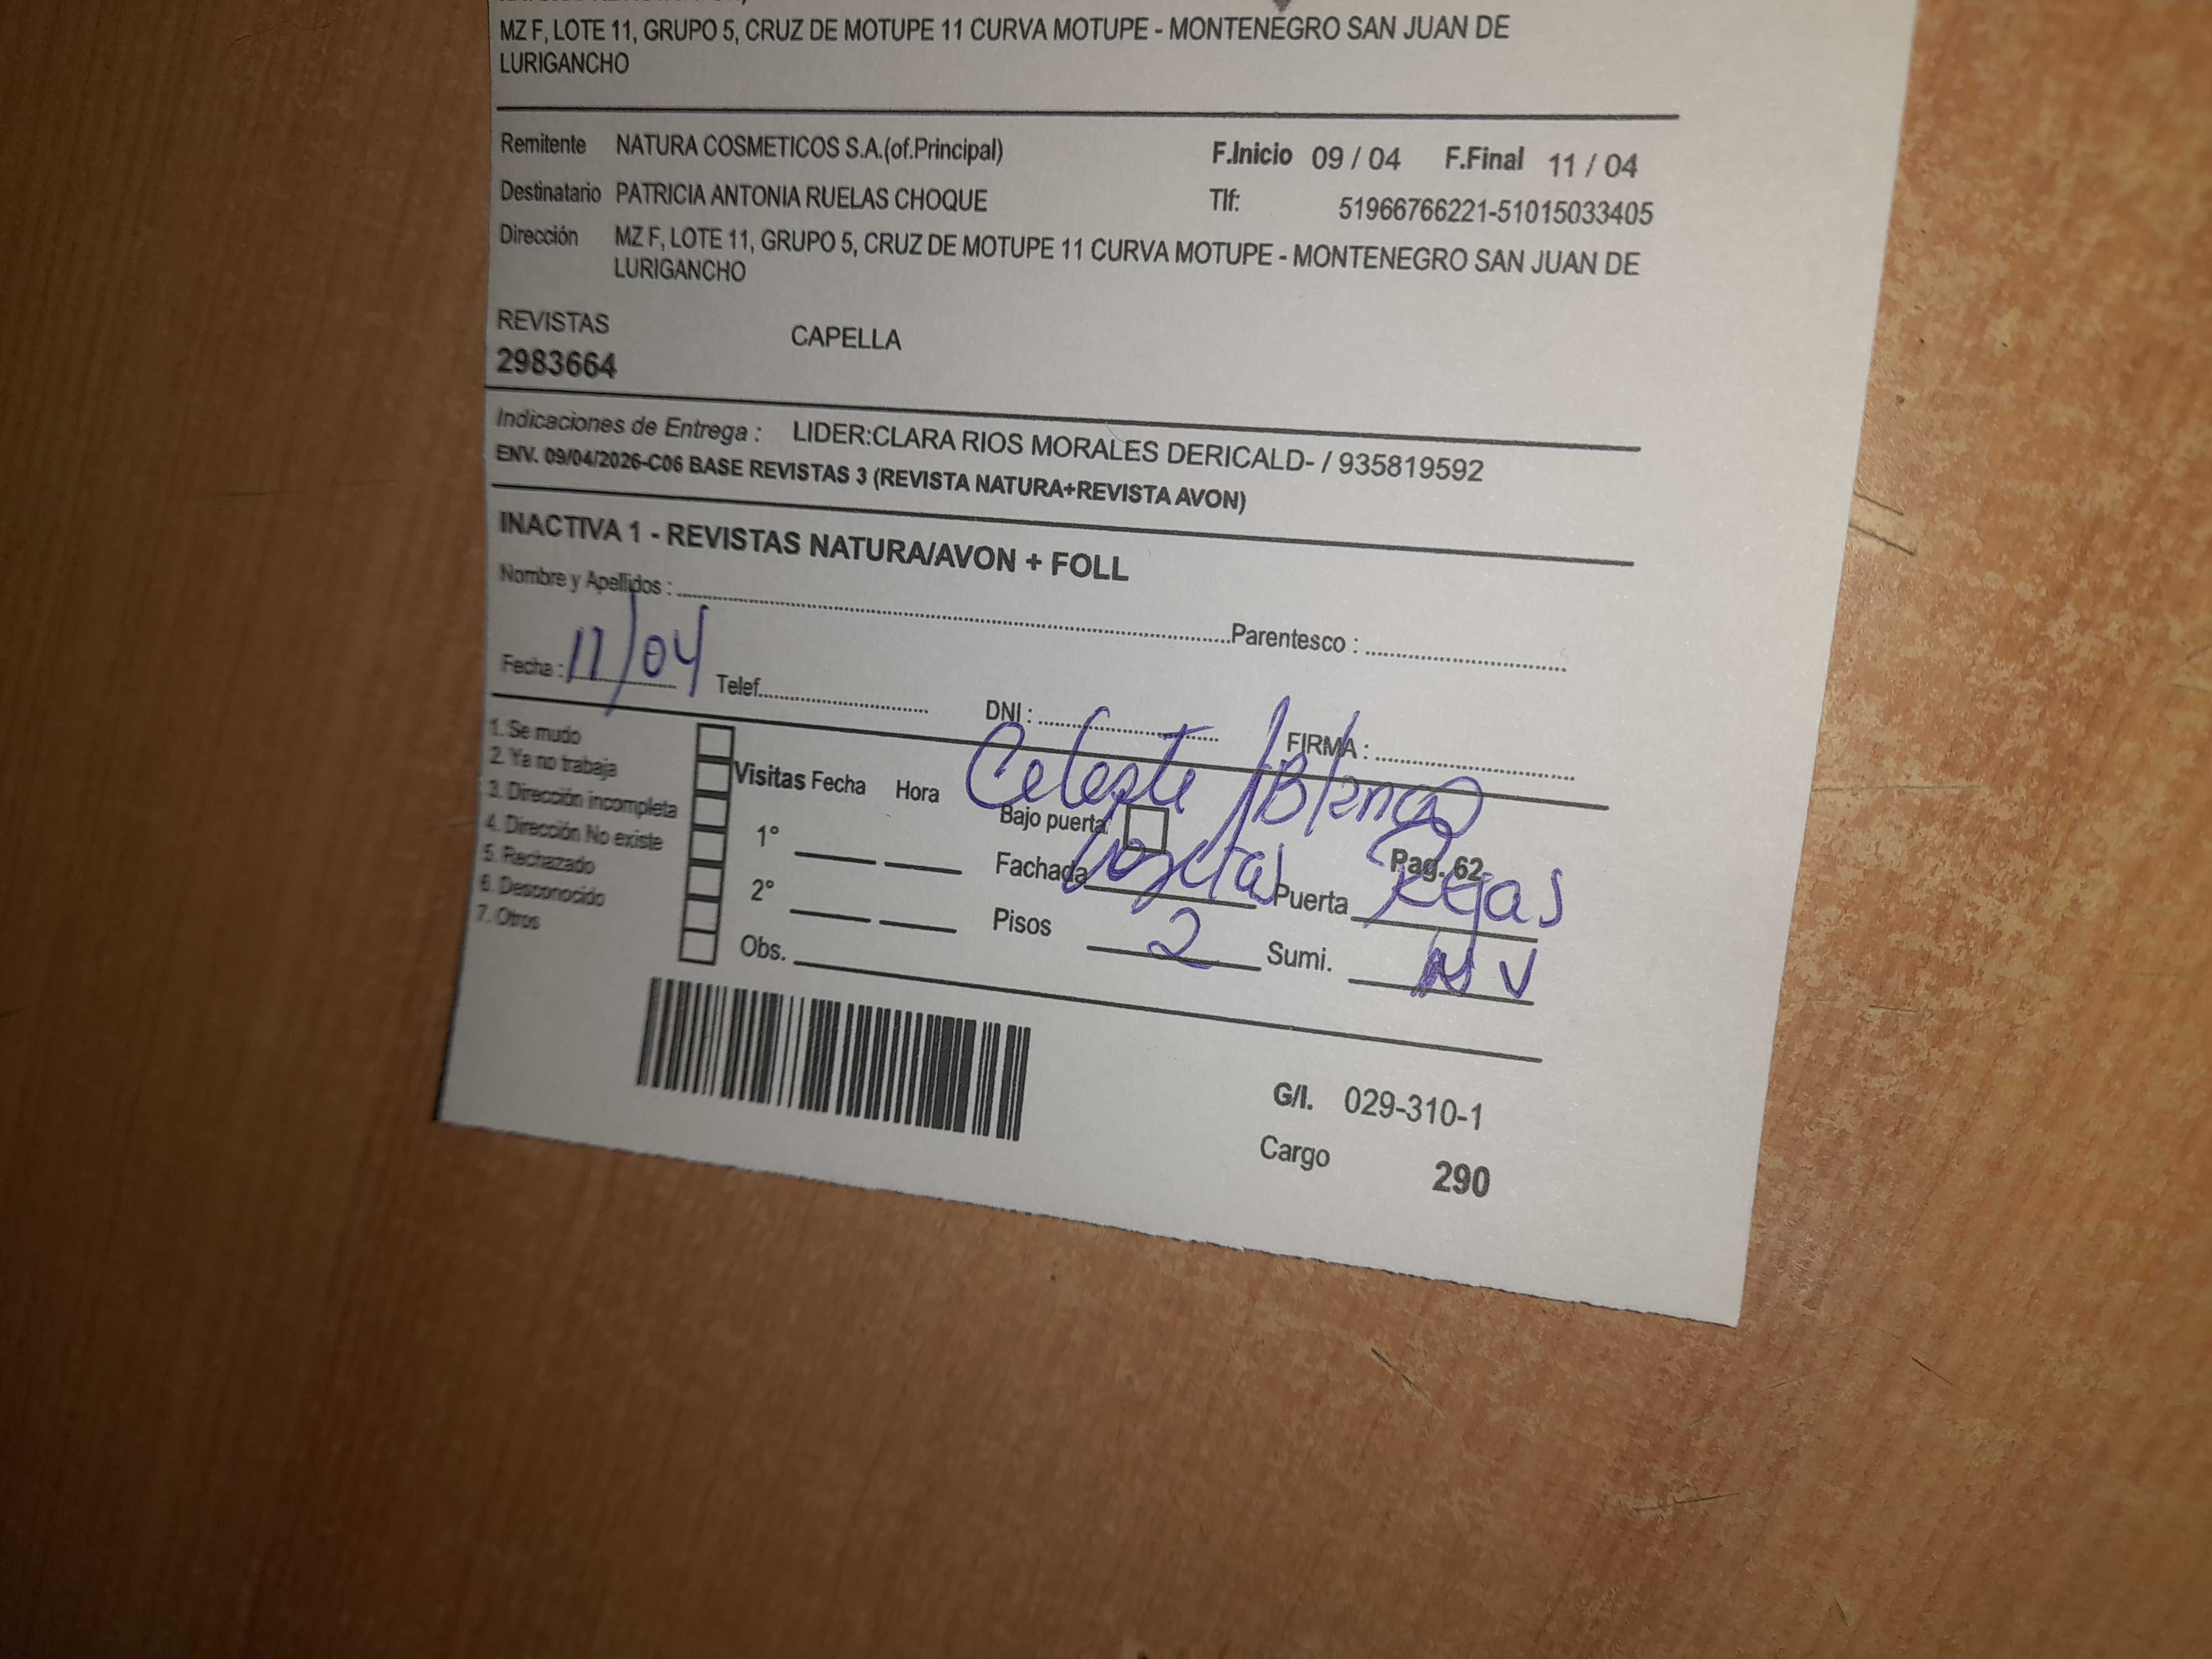 MZ F, LOTE 11, GRUPO 5, CRUZ DE MOTUPE 11 CURVA MOTUPE - MONTENEGRO SAN JUAN DE
LURIGANCHO
Remitente NATURA COSMETICOS S.A.(of.Principal) F.Inicio 09 / 04 F.Final 11 / 04
Destinatario PATRICIA ANTONIA RUELAS CHOQUE Tlf: 51966766221-51015033405
Dirección MZ F, LOTE 11, GRUPO 5, CRUZ DE MOTUPE 11 CURVA MOTUPE - MONTENEGRO SAN JUAN DE
LURIGANCHO
REVISTAS CAPELLA
2983664
Indicaciones de Entrega : LIDER:CLARA RIOS MORALES DERICALD- / 935819592
ENV. 09/04/2026-C06 BASE REVISTAS 3 (REVISTA NATURA+REVISTA AVON)
INACTIVA 1 - REVISTAS NATURA/AVON + FOLL
Nombre y Apellidos : Parentesco :
Fecha : 11/04 Telef. DNI : FIRMA :
Celeste / Blanco
1. Se mudo
2. Ya no trabaja
3. Dirección incompleta
4. Dirección No existe
5. Rechazado
6. Desconocido
7. Otros
Visitas Fecha Hora Bajo puerta Pag. 62
1° Fachada Puerta Rejas
2° Pisos 2 Sumi. NV
Obs.
G/I. 029-310-1
Cargo 290